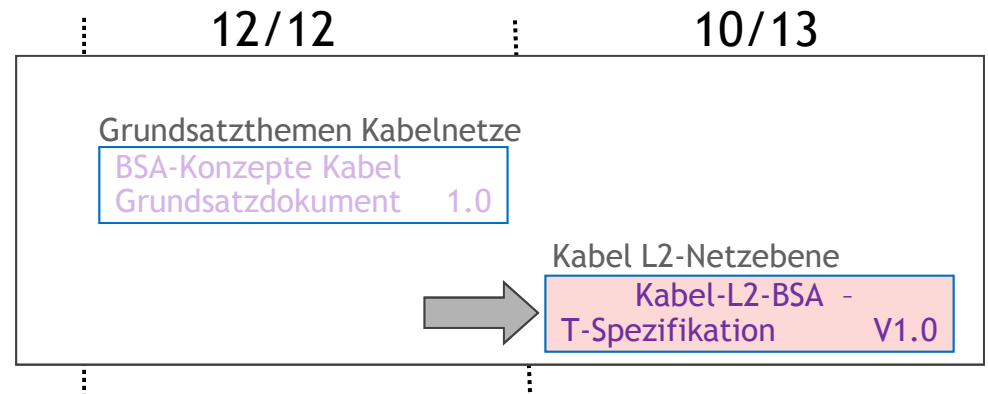 12/12
10/13
Grundsatzthemen Kabelnetze
BSA-Konzepte Kabel
Grundsatzdokument 1.0
Kabel L2-Netzebene
Kabel-L2-BSA –
T-Spezifikation V1.0